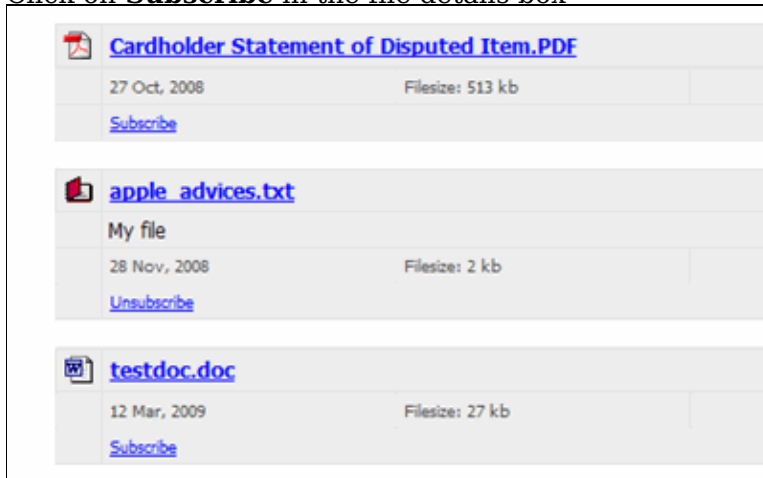 Click on Subscribe in the file details box
Cardholder Statement of Disputed Item.PDF
27 Oct, 2008 Filesize: 513 kb
Subscribe
apple_advices.txt
My file
28 Nov, 2008 Filesize: 2 kb
Unsubscribe
testdoc.doc
12 Mar, 2009 Filesize: 27 kb
Subscribe